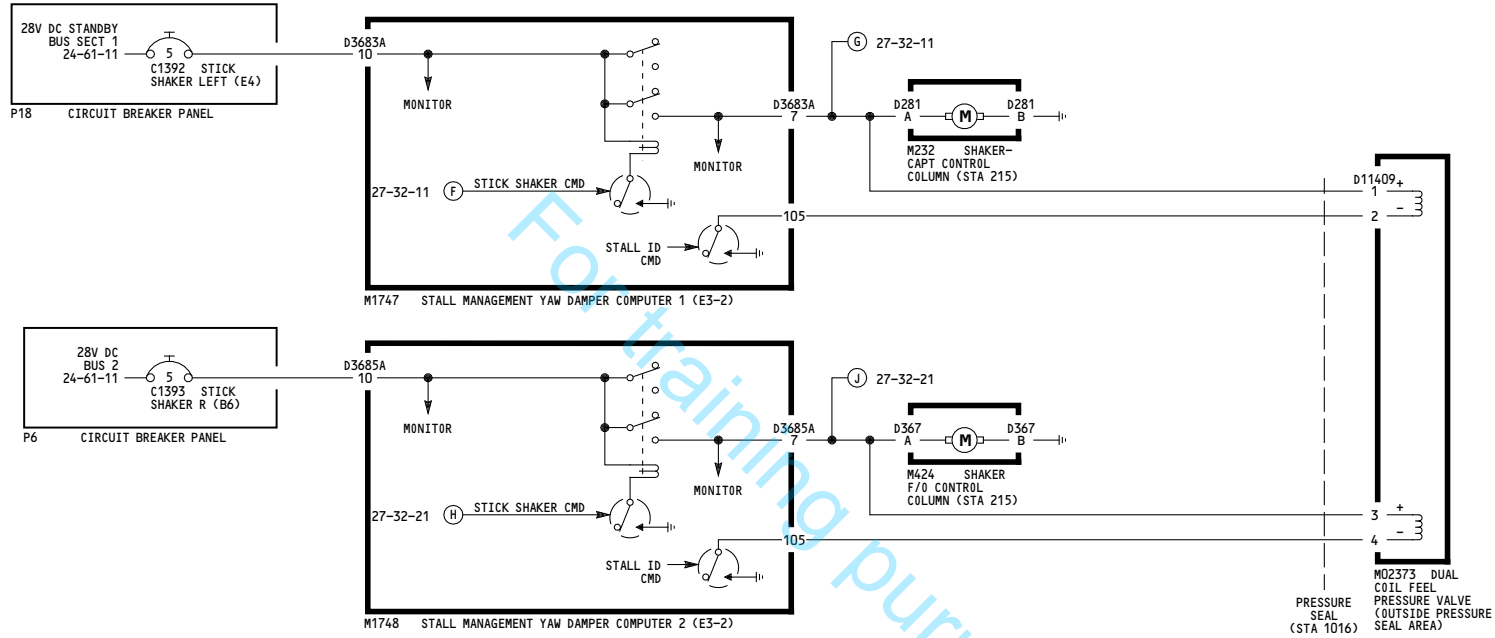 28V DC STANDBY
BUS SECT 1
24-61-11
5
C1392 STICK
SHAKER LEFT (E4)
P18 CIRCUIT BREAKER PANEL
D3683A
10
MONITOR
27-32-11
F
STICK SHAKER CMD
MONITOR
STALL ID
CMD
D3683A
7
105
M1747 STALL MANAGEMENT YAW DAMPER COMPUTER 1 (E3-2)
G
27-32-11
D281
A
M
D281
B
M232 SHAKER-
CAPT CONTROL
COLUMN (STA 215)
D11409
1
+
2
-
28V DC
BUS 2
24-61-11
5
C1393 STICK
SHAKER R (B6)
P6 CIRCUIT BREAKER PANEL
D3685A
10
MONITOR
27-32-21
H
STICK SHAKER CMD
MONITOR
STALL ID
CMD
D3685A
7
105
M1748 STALL MANAGEMENT YAW DAMPER COMPUTER 2 (E3-2)
J
27-32-21
D367
A
M
D367
B
M424 SHAKER
F/O CONTROL
COLUMN (STA 215)
3
+
4
-
PRESSURE
SEAL
(STA 1016)
MO2373 DUAL
COIL FEEL
PRESSURE VALVE
(OUTSIDE PRESSURE
SEAL AREA)
For training pur